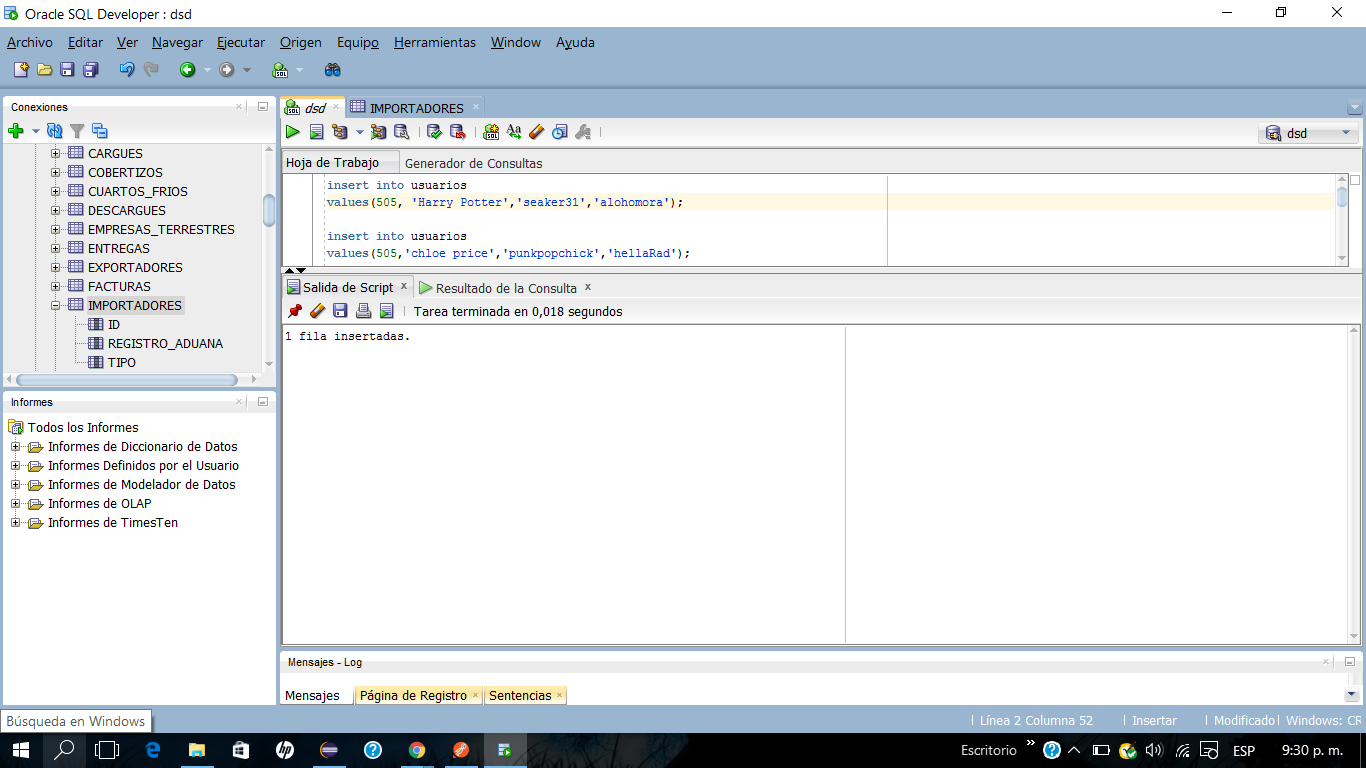 Oracle SQL Developer : dsd
Archivo Editar Ver Navegar Ejecutar Origen Equipo Herramientas Window Ayuda
Conexiones
CARGUES
COBERTIZOS
CUARTOS_FRIOS
DESCARGUES
EMPRESAS_TERRESTRES
ENTREGAS
EXPORTADORES
FACTURAS
IMPORTADORES
ID
REGISTRO_ADUANA
TIPO
Informes
Todos los Informes
Informes de Diccionario de Datos
Informes Definidos por el Usuario
Informes de Modelador de Datos
Informes de OLAP
Informes de TimesTen
dsd IMPORTADORES
dsd
Hoja de Trabajo Generador de Consultas
insert into usuarios
values(505, 'Harry Potter','seaker31','alohomora');
insert into usuarios
values(505,'chloe price','punkpopchick','hellaRad');
Salida de Script Resultado de la Consulta
Tarea terminada en 0,018 segundos
1 fila insertadas.
Mensajes - Log
Mensajes Página de Registro Sentencias
Búsqueda en Windows
Línea 2 Columna 52 Insertar Modificado Windows: CR
Escritorio ESP 9:30 p. m.